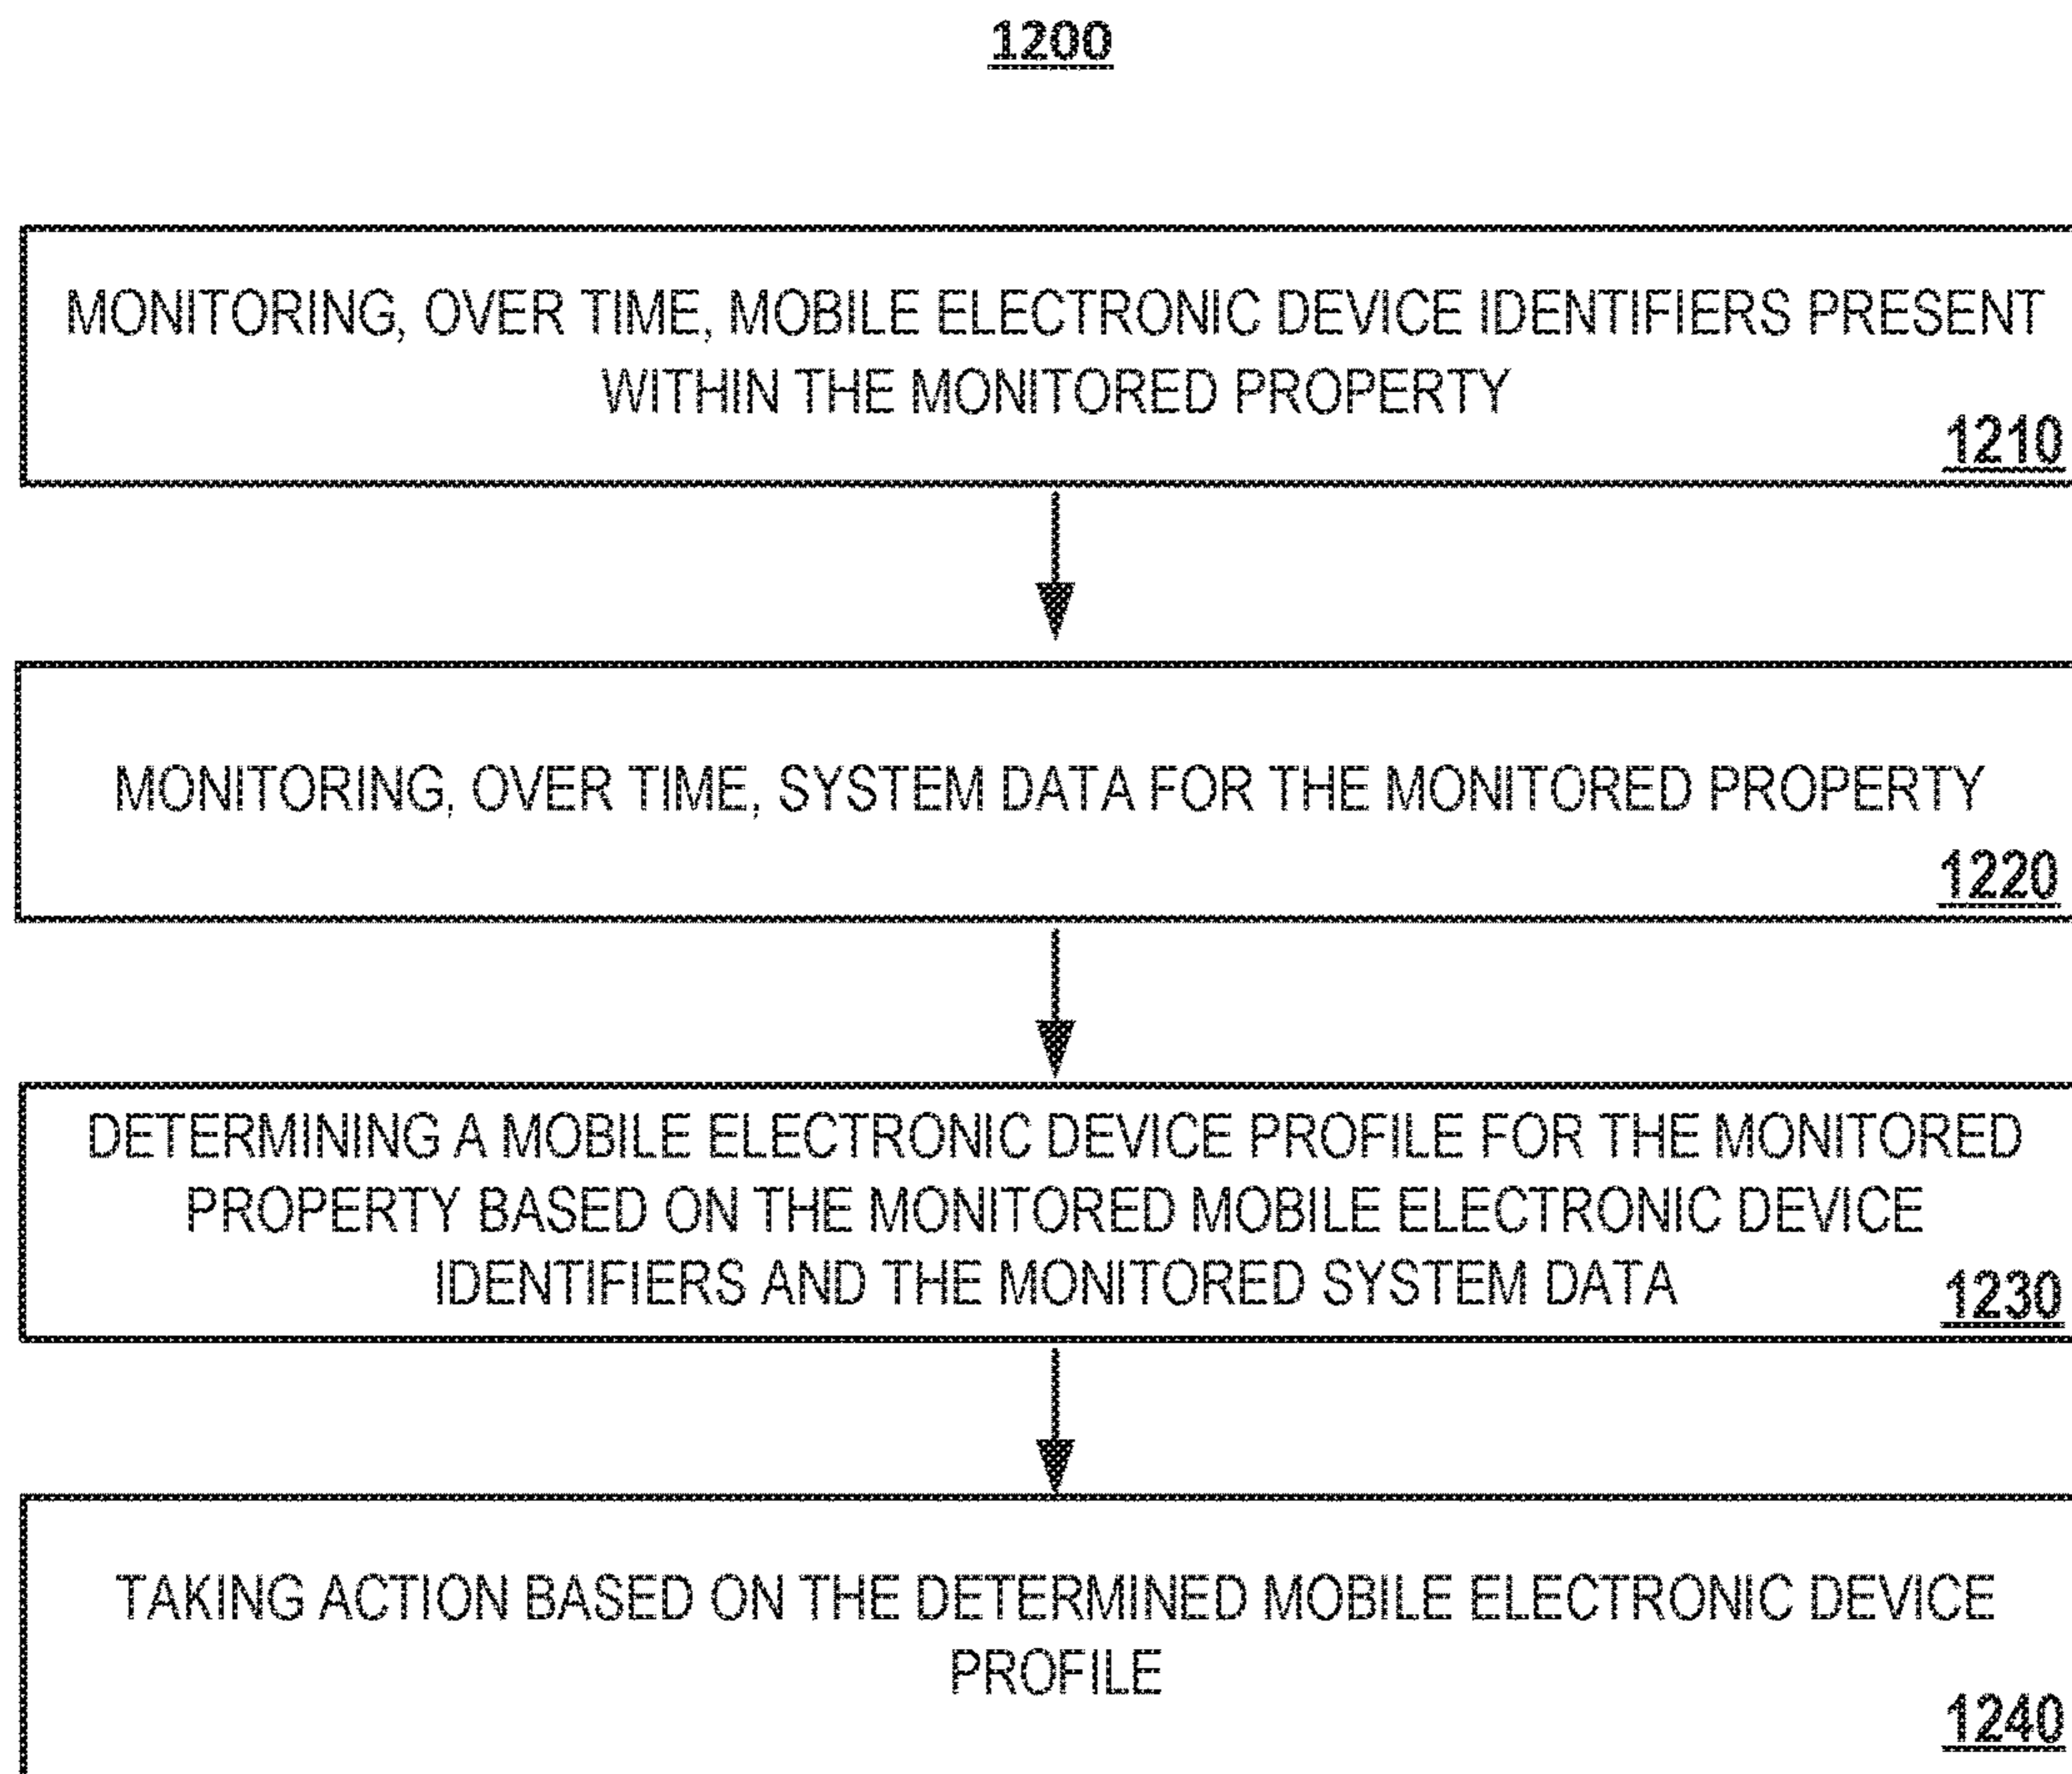 1200
MONITORING, OVER TIME, MOBILE ELECTRONIC DEVICE IDENTIFIERS PRESENT
WITHIN THE MONITORED PROPERTY
1210
MONITORING, OVER TIME, SYSTEM DATA FOR THE MONITORED PROPERTY
1220
DETERMINING A MOBILE ELECTRONIC DEVICE PROFILE FOR THE MONITORED
PROPERTY BASED ON THE MONITORED MOBILE ELECTRONIC DEVICE
IDENTIFIERS AND THE MONITORED SYSTEM DATA
1230
TAKING ACTION BASED ON THE DETERMINED MOBILE ELECTRONIC DEVICE
PROFILE
1240